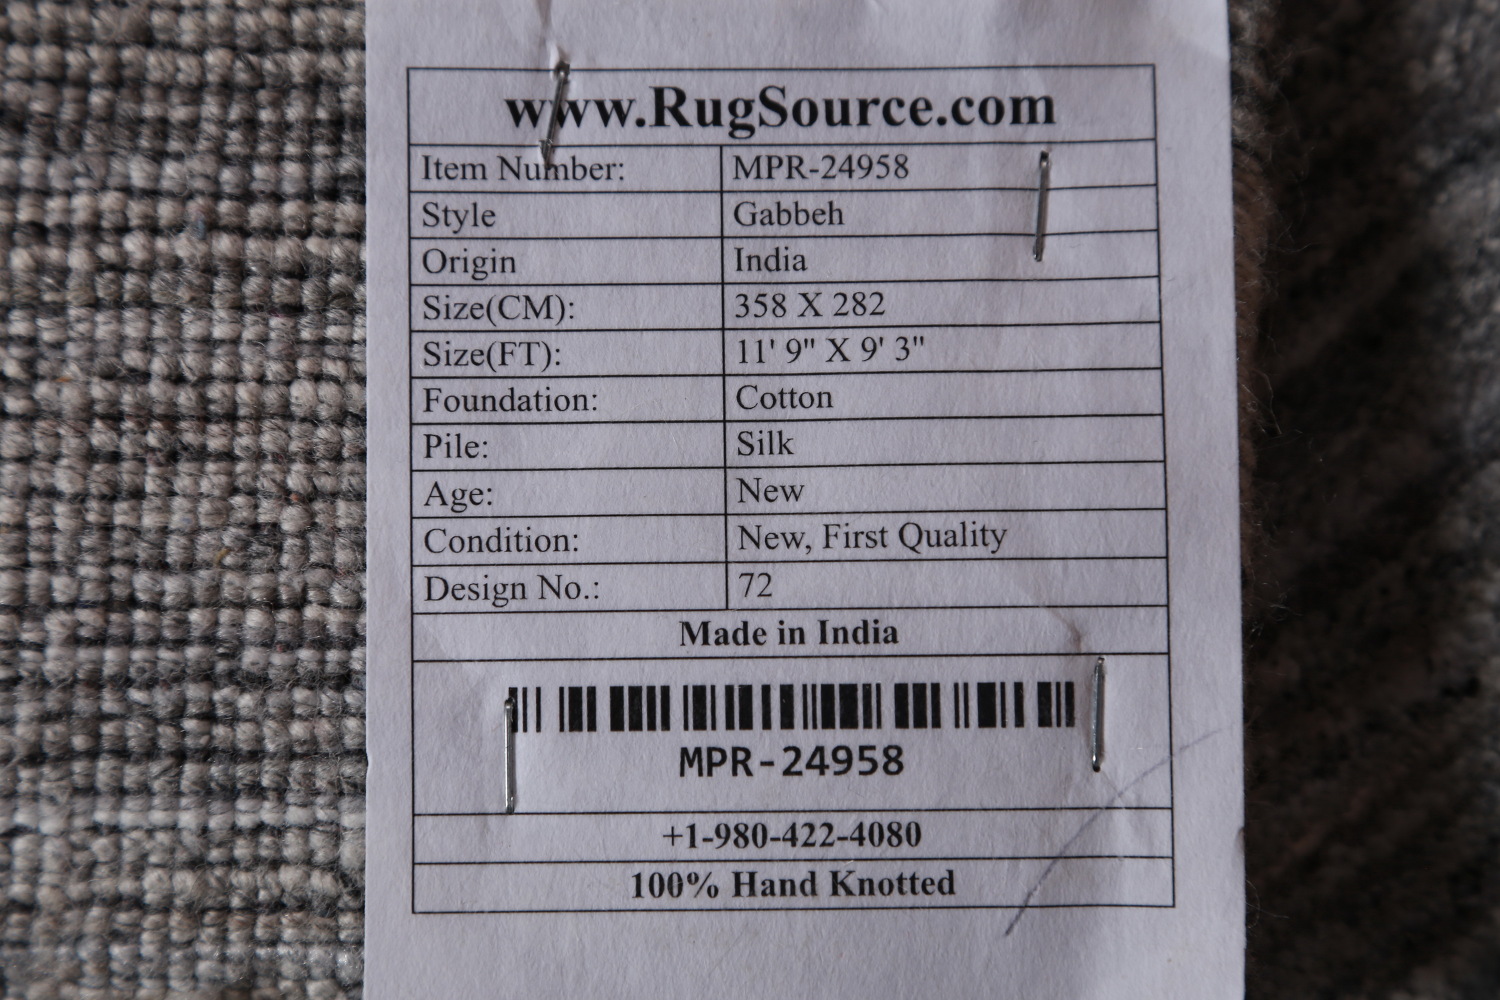 www.RugSource.com
Item Number: MPR-24958
Style Gabbeh
Origin India
Size(CM): 358 X 282
Size(FT): 11' 9" X 9' 3"
Foundation: Cotton
Pile: Silk
Age: New
Condition: New, First Quality
Design No.: 72
Made in India
MPR-24958
+1-980-422-4080
100% Hand Knotted